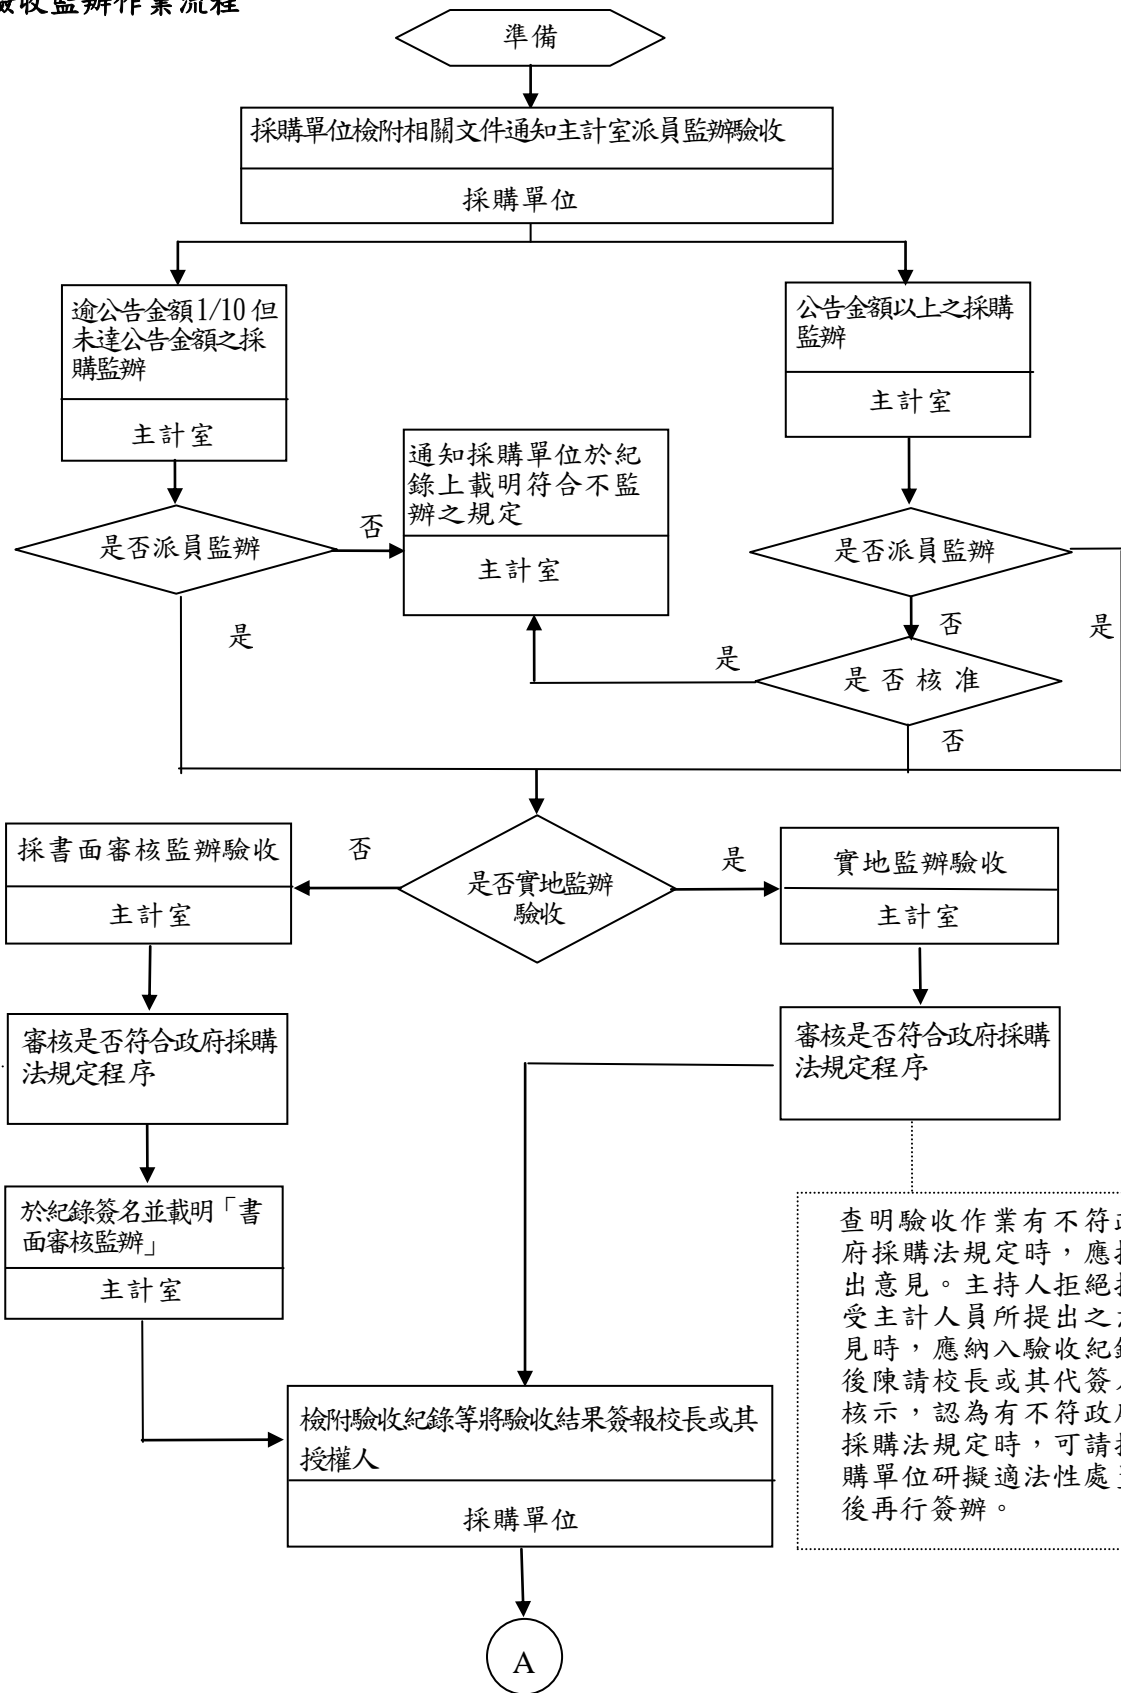 驗收監辦作業流程
準備
採購單位檢附相關文件通知主計室派員監辦驗收
採購單位
逾公告金額1/10但
未達公告金額之採
購監辦
主計室
公告金額以上之採購
監辦
主計室
通知採購單位於紀
錄上載明符合不監
辦之規定
主計室
是否派員監辦
否
是
是否派員監辦
否
是
是否核准
是
否
採書面審核監辦驗收
主計室
否
是否實地監辦
驗收
是
實地監辦驗收
主計室
審核是否符合政府採購
法規定程序
審核是否符合政府採購
法規定程序
於紀錄簽名並載明「書
面審核監辦」
主計室
查明驗收作業有不符
府採購法規定時，應
出意見。主持人拒絕
受主計人員所提出之
見時，應納入驗收紀
後陳請校長或其代簽
核示，認為有不符政
採購法規定時，可請
購單位研擬適法性處
後再行簽辦。
檢附驗收紀錄等將驗收結果簽報校長或其
授權人
採購單位
A